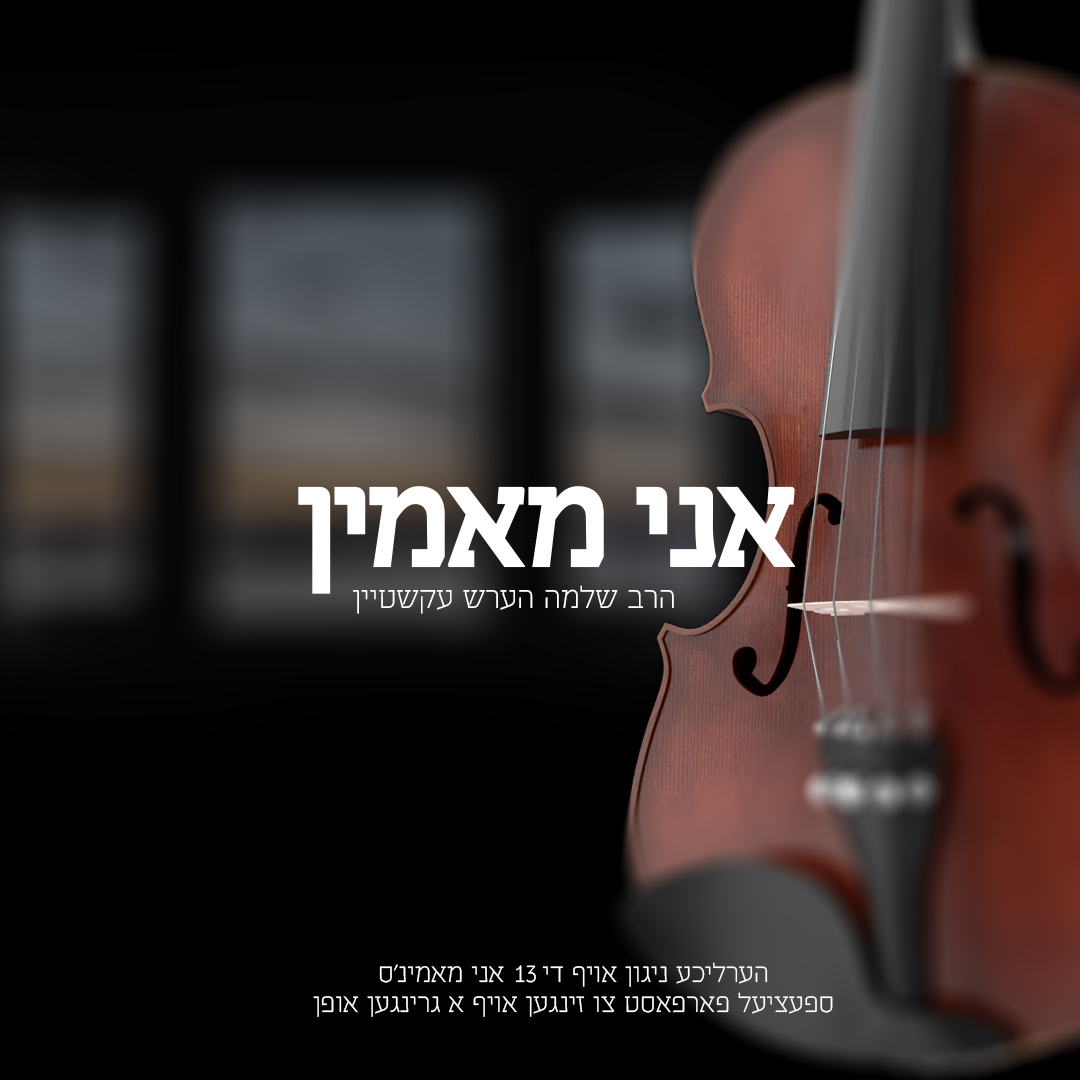 אני מאמין
הרב שלמה הערש עקשטיין
הערליכע ניגון אויף די 13 אני מאמינ'ס
ספעציעל פארפאסט צו זינגען אויף א גרינגען אופן